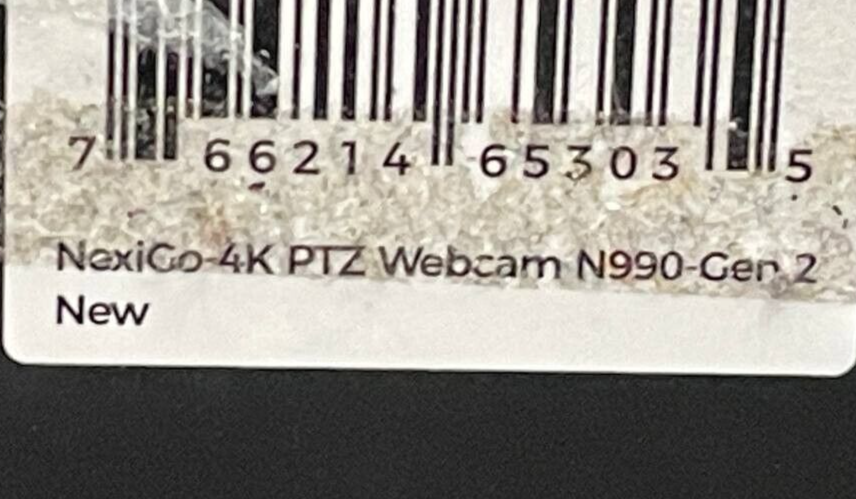 7 66214 65303 5
NexiGo-4K PTZ Webcam N990-Gen 2
New